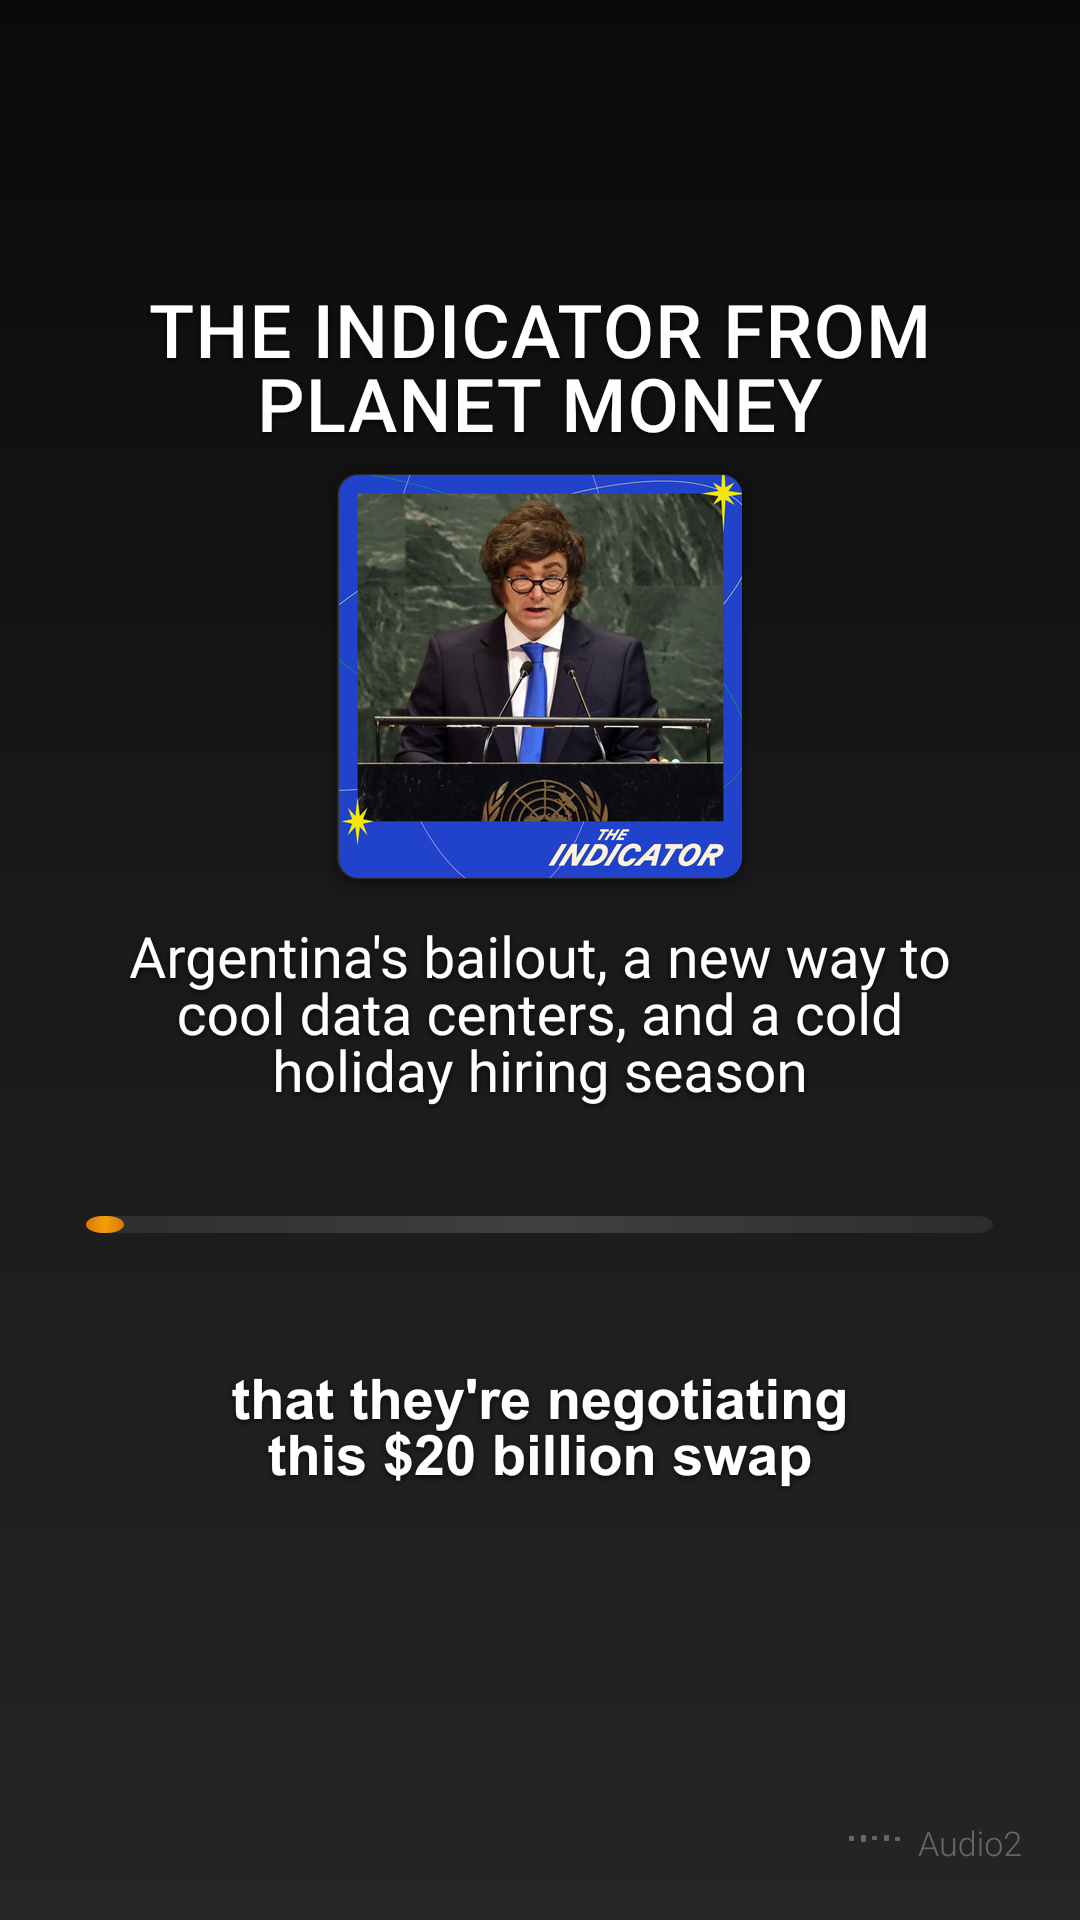 THE INDICATOR FROM
PLANET MONEY
THE
INDICATOR
Argentina's bailout, a new way to
cool data centers, and a cold
holiday hiring season
that they're negotiating
this $20 billion swap
Audio2